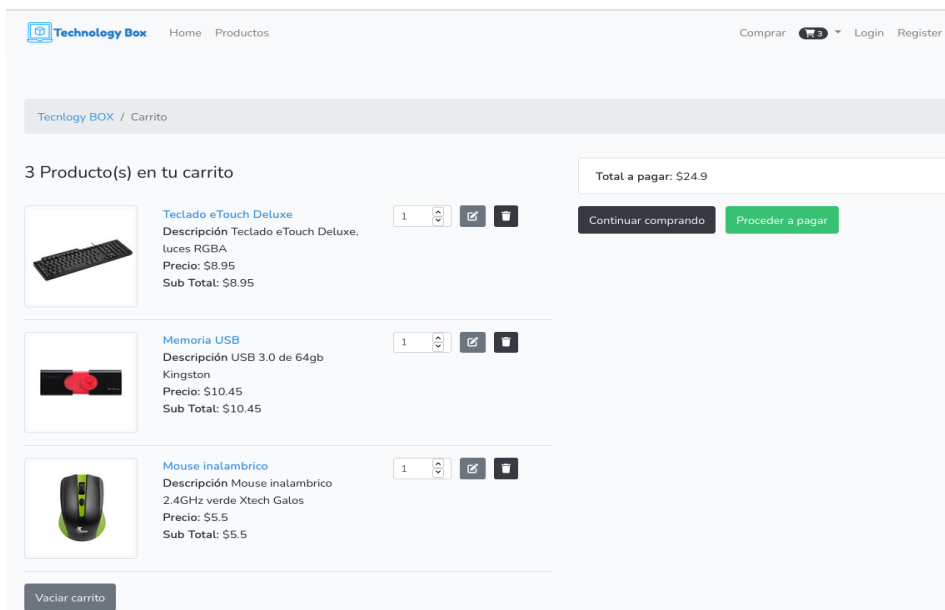 Technology Box Home Productos Comprar 3 Login Register
Tecnlogy BOX / Carrito
3 Producto(s) en tu carrito
Teclado eTouch Deluxe
Descripción Teclado eTouch Deluxe,
luces RGBA
Precio: $8.95
Sub Total: $8.95
1
Memoria USB
Descripción USB 3.0 de 64gb
Kingston
Precio: $10.45
Sub Total: $10.45
1
Mouse inalambrico
Descripción Mouse inalambrico
2.4GHz verde Xtech Galos
Precio: $5.5
Sub Total: $5.5
1
Vaciar carrito
Total a pagar: $24.9
Continuar comprando Proceder a pagar